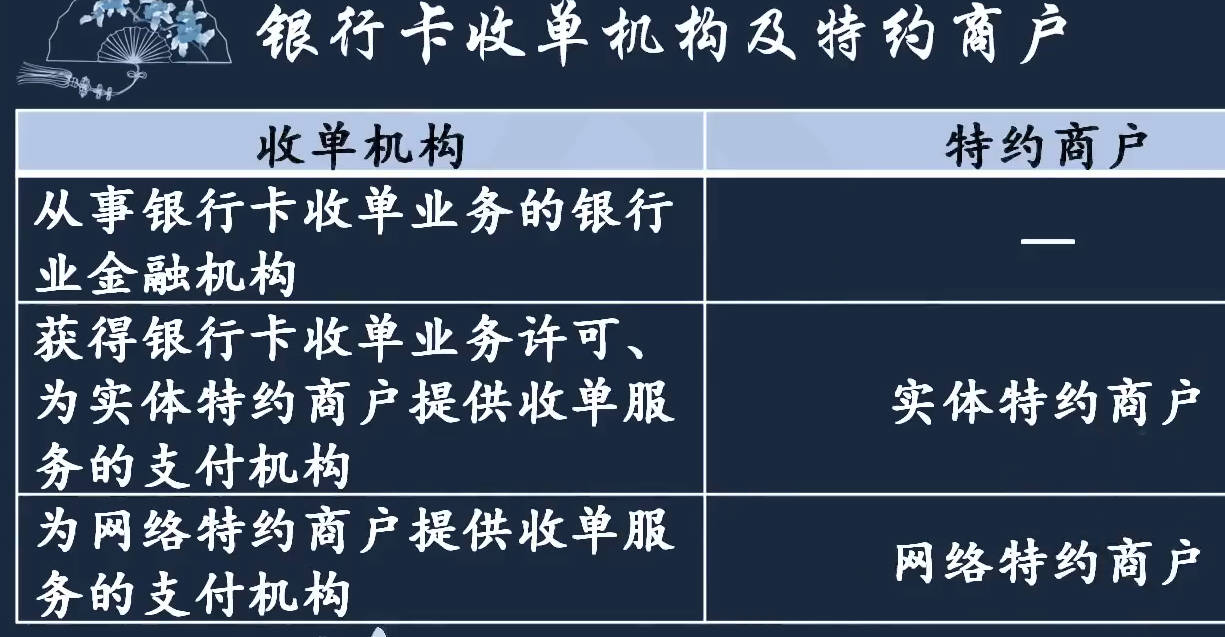 银行卡收单机构及特约商户
收单机构
特约商户
从事银行卡收单业务的银行
业金融机构
—
获得银行卡收单业务许可、
为实体特约商户提供收单服
务的支付机构
实体特约商户
为网络特约商户提供收单服
务的支付机构
网络特约商户